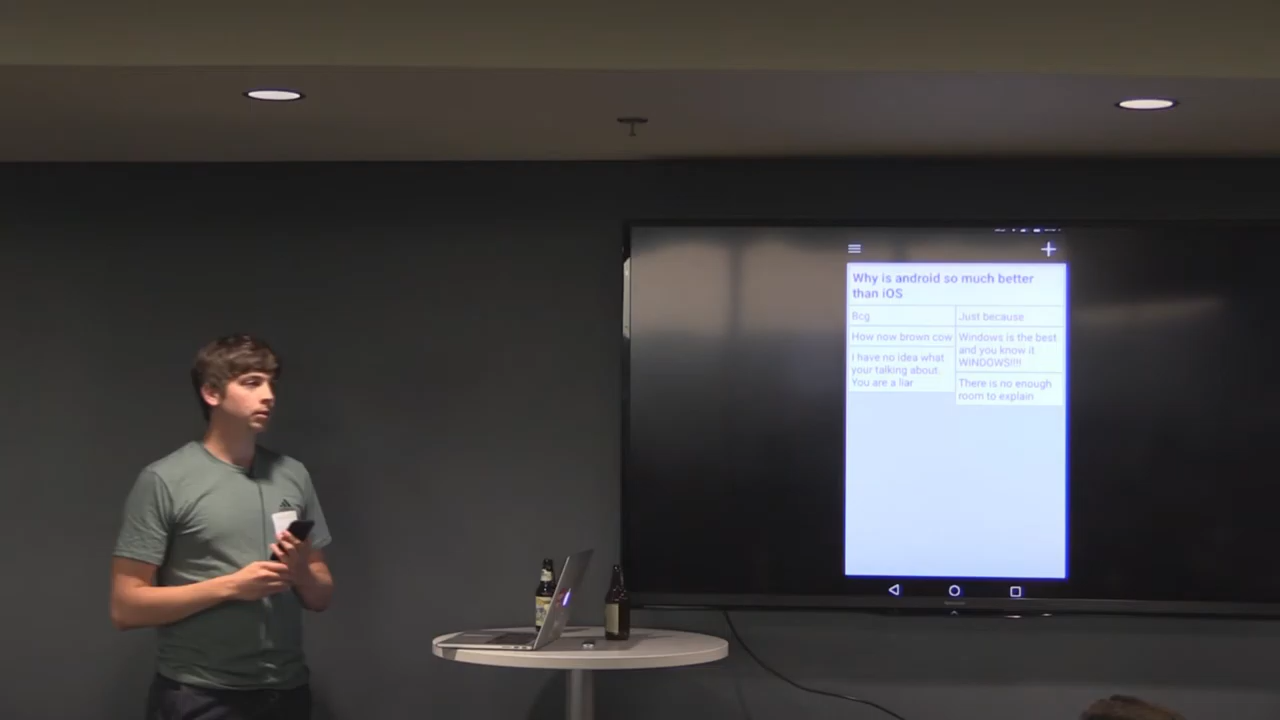 Why is android so much better
than iOS
Bcg
How now brown cow
I have no idea what
your talking about.
You are a liar
Just because
Windows is the best
and you know it
WINDOWS!!!!
There is no enough
room to explain